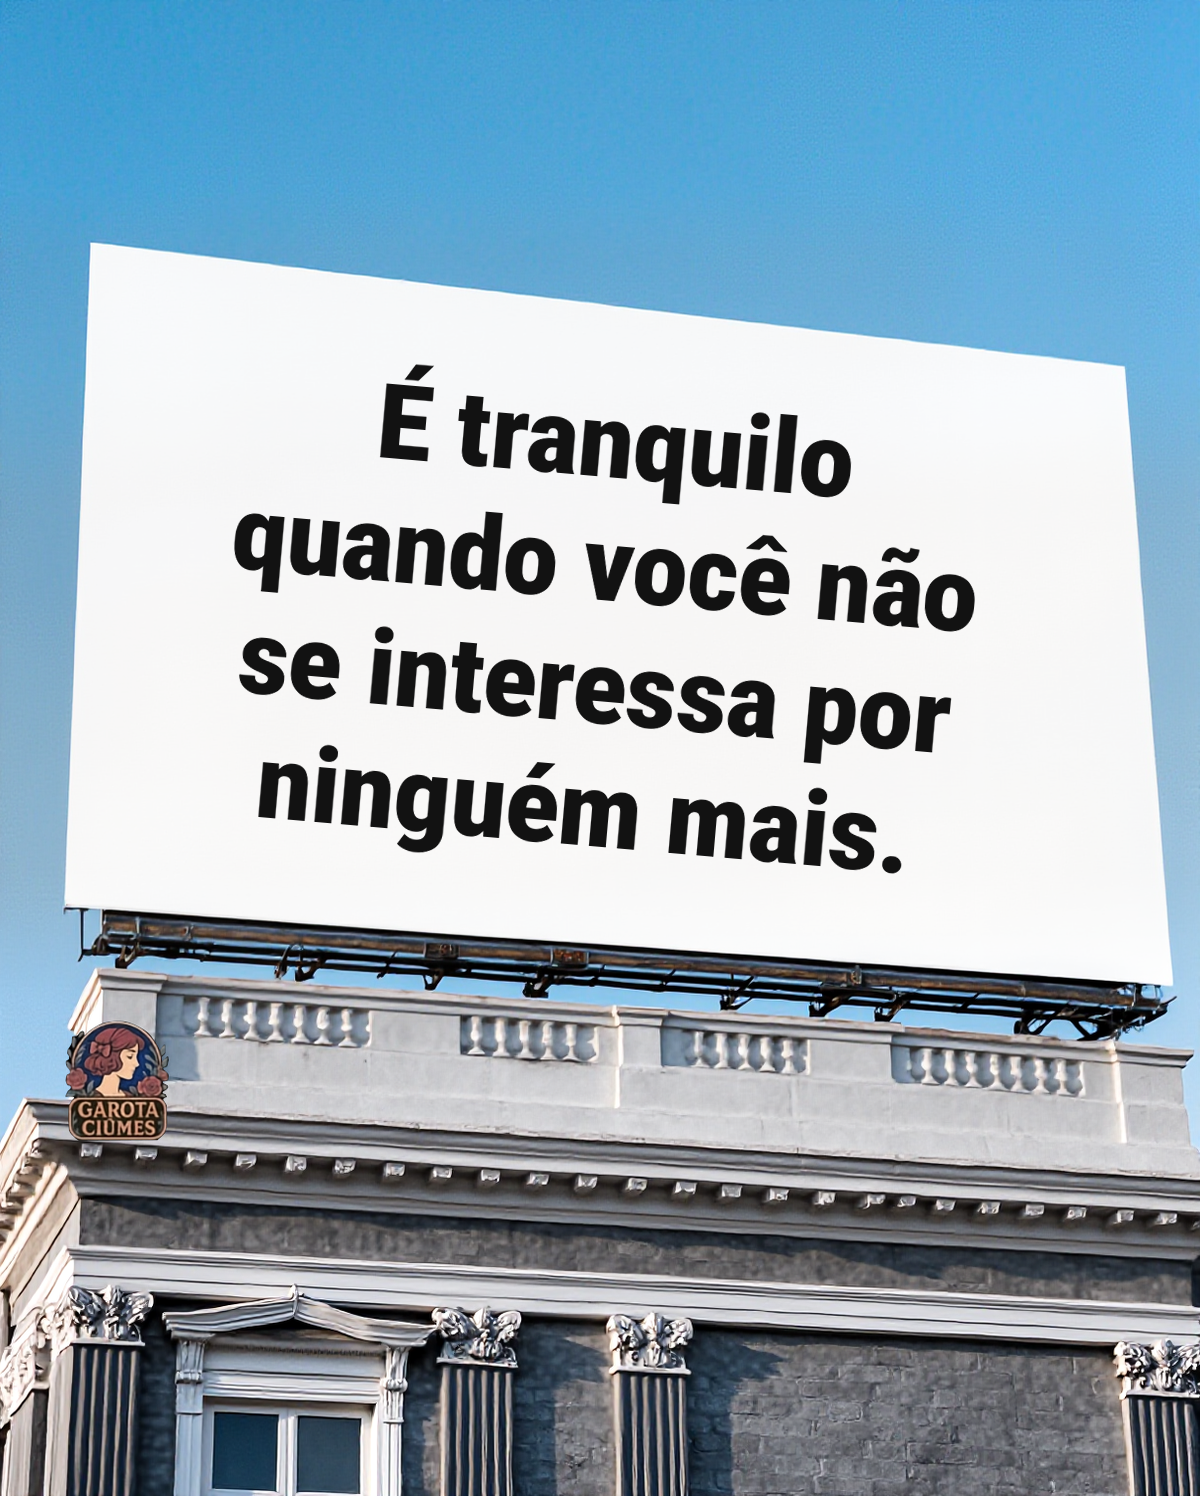 É tranquilo
quando você não
se interessa por
ninguém mais.
GAROTA
CIÚMES